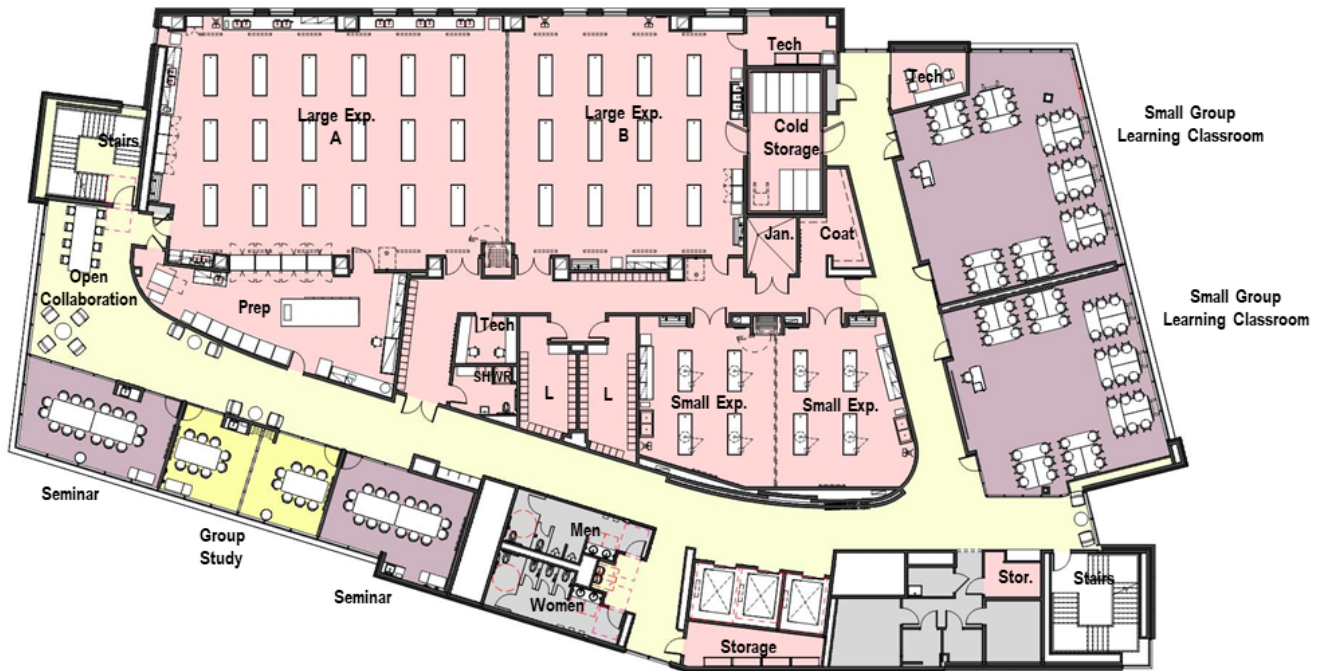 Tech
Tech
Large Exp.
A
Large Exp.
B
Small Group
Learning Classroom
Cold
Storage
Stairs
Jan.
Coat
Open
Collaboration
Prep
Small Group
Learning Classroom
Tech
SHWR
L
L
Small Exp.
Small Exp.
Seminar
Group
Study
Men
Seminar
Women
Stor.
Stairs
Storage